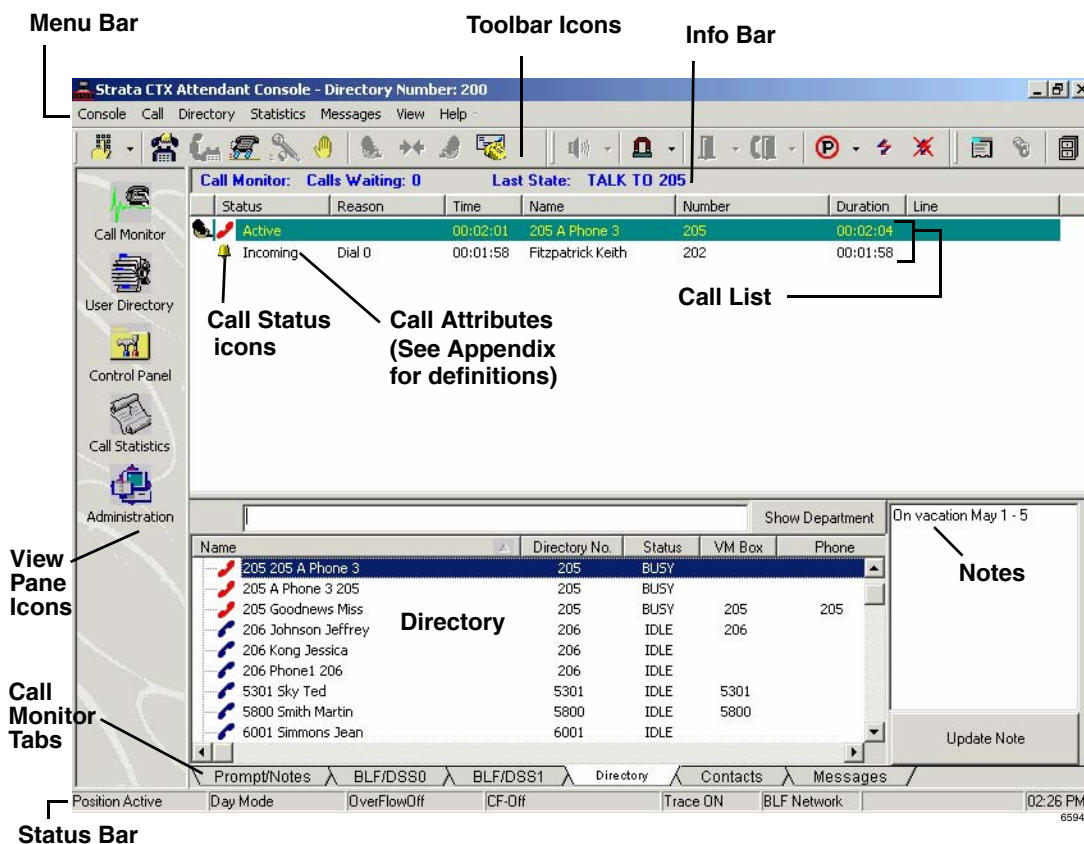 Menu Bar
Toolbar Icons
Info Bar
Strata CTX Attendant Console - Directory Number: 200
Console Call Directory Statistics Messages View Help
Call Monitor: Calls Waiting: 0 Last State: TALK TO 205
Status Reason Time Name Number Duration Line
Active 00:02:01 205 A Phone 3 205 00:02:04
Incoming Dial 0 00:01:58 Fitzpatrick Keith 202 00:01:58
Call Monitor
User Directory
Control Panel
Call Statistics
Administration
Call Status
icons
Call Attributes
(See Appendix
for definitions)
Call List
Show Department
On vacation May 1 - 5
Name Directory No. Status VM Box Phone
205 205 A Phone 3 205 BUSY
205 A Phone 3 205 205 BUSY
205 Goodnews Miss 205 BUSY 205 205
206 Johnson Jeffrey 206 IDLE 206
206 Kong Jessica 206 IDLE
206 Phone1 206 206 IDLE
5301 Sky Ted 5301 IDLE 5301
5800 Smith Martin 5800 IDLE 5800
6001 Simmons Jean 6001 IDLE
Directory
Notes
Update Note
View
Pane
Icons
Call
Monitor
Tabs
Prompt/Notes BLF/DSS0 BLF/DSS1 Directory Contacts Messages
Position Active Day Mode OverFlowOff CF-Off Trace ON BLF Network 02:26 PM
6594
Status Bar